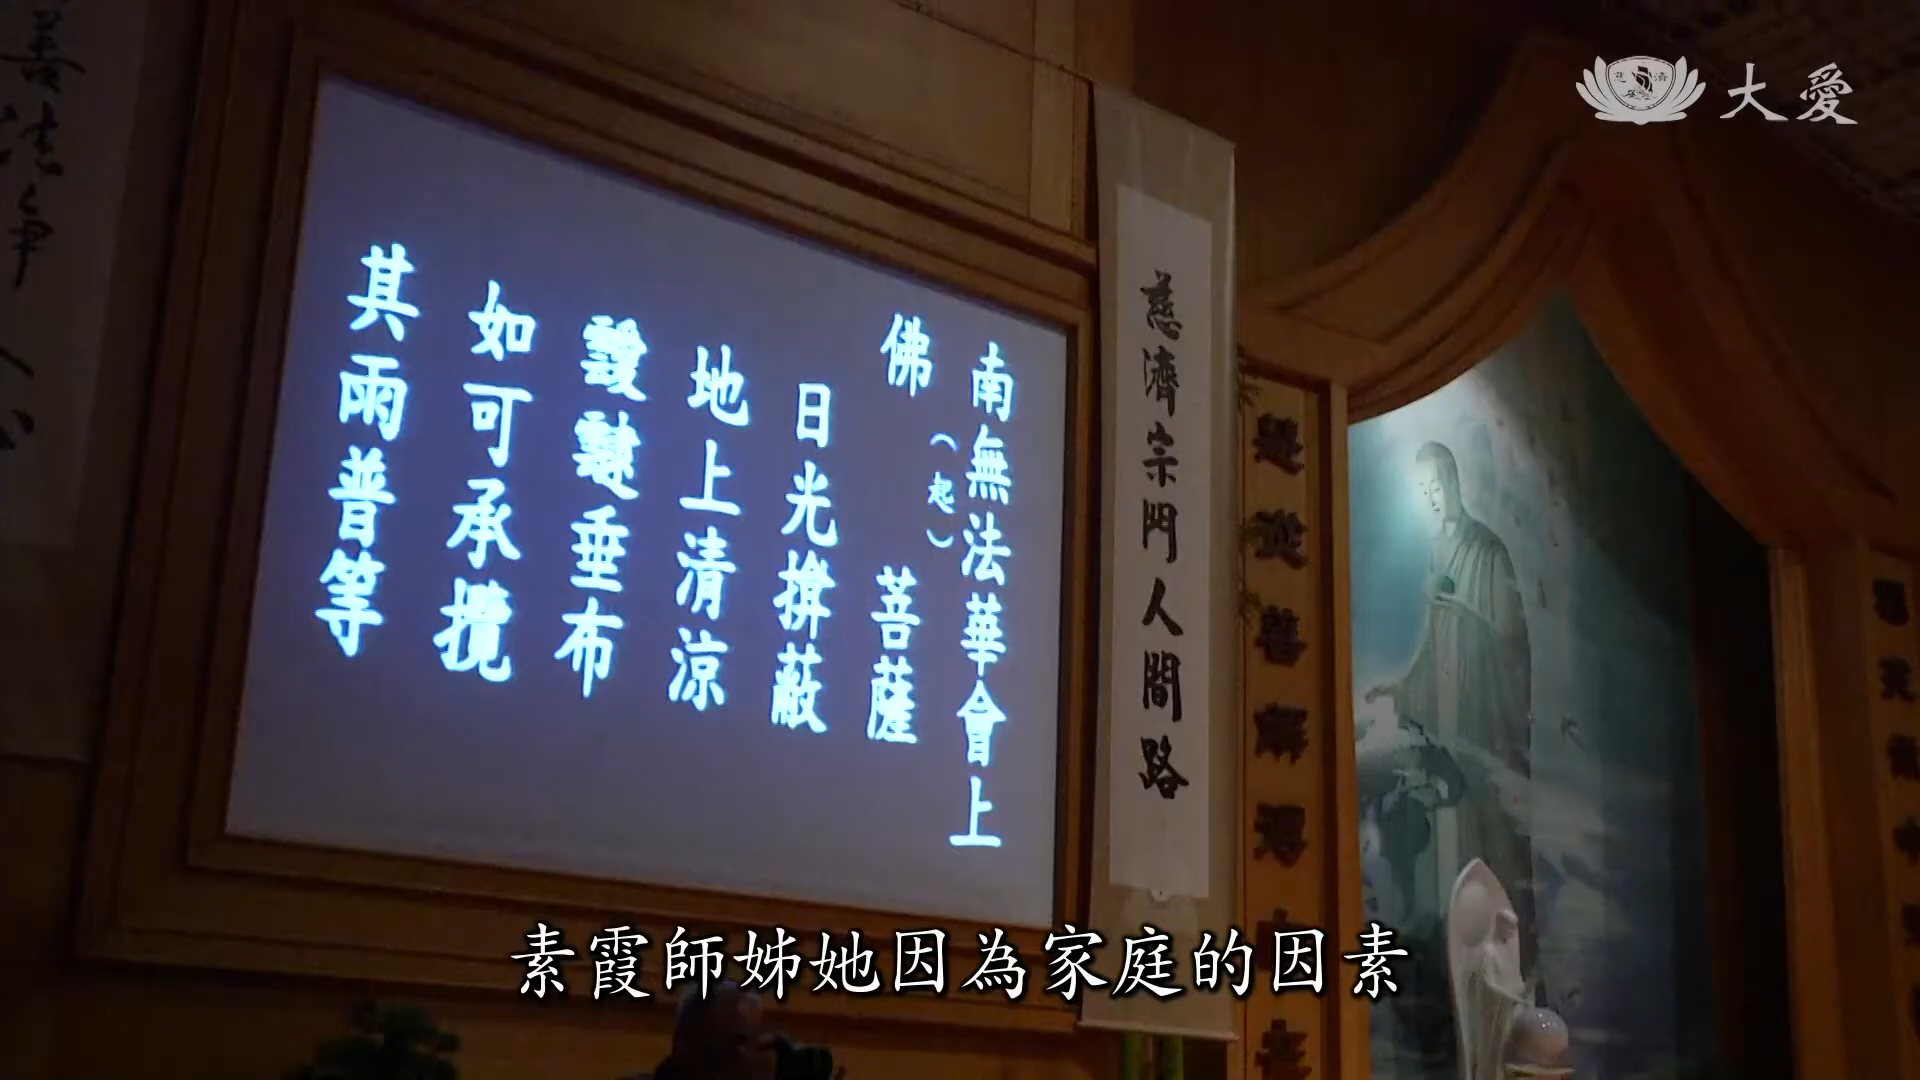 大愛
南無法華會上
佛（起）菩薩
日光揜蔽
地上清涼
靉靆垂布
如可承攬
其雨普等
慈濟宗門人間路
素霞師姊她因為家庭的因素